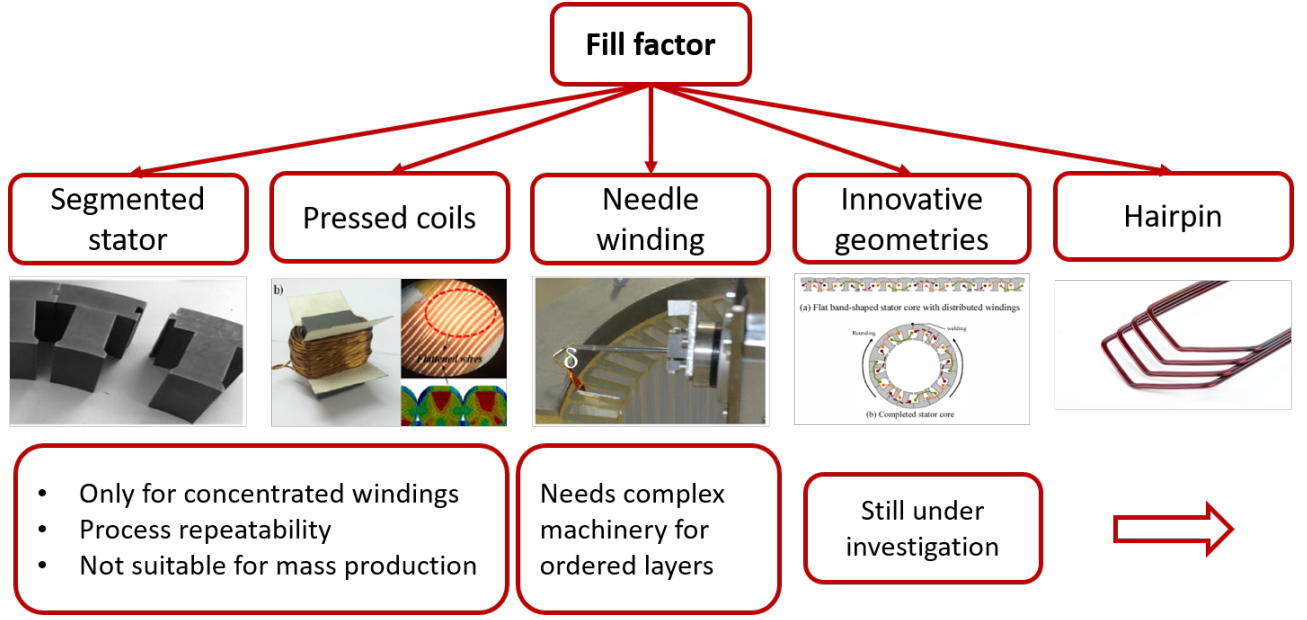 Fill factor
Segmented
stator
Pressed coils
Needle
winding
Innovative
geometries
Hairpin
b)
Flattened wires
δ
(a) Flat band-shaped stator core with distributed windings
Rounding
welding
(b) Completed stator core
• Only for concentrated windings
• Process repeatability
• Not suitable for mass production
Needs complex
machinery for
ordered layers
Still under
investigation